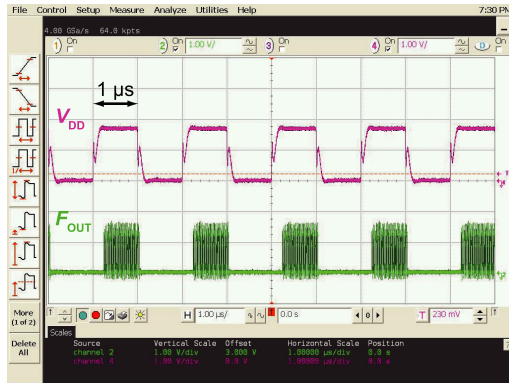 File Control Setup Measure Analyze Utilities Help 7:30 PM
4.00 GSa/s 64.0 kpts
1 On 2 On 1.00 V/ 3 On 4 On 1.00 V/ On
1 μs
VDD
FOUT
More
(1 of 2)
Delete
All
H 1.00 μs/ 0.0 s 0 T 230 mV
Scales
Source Vertical Scale Offset Horizontal Scale Position
channel 2 1.00 V/div 3.000 V 1.00000 μs/div 0.0 s
channel 4 1.00 V/div 0.0 V 1.00000 μs/div 0.0 s